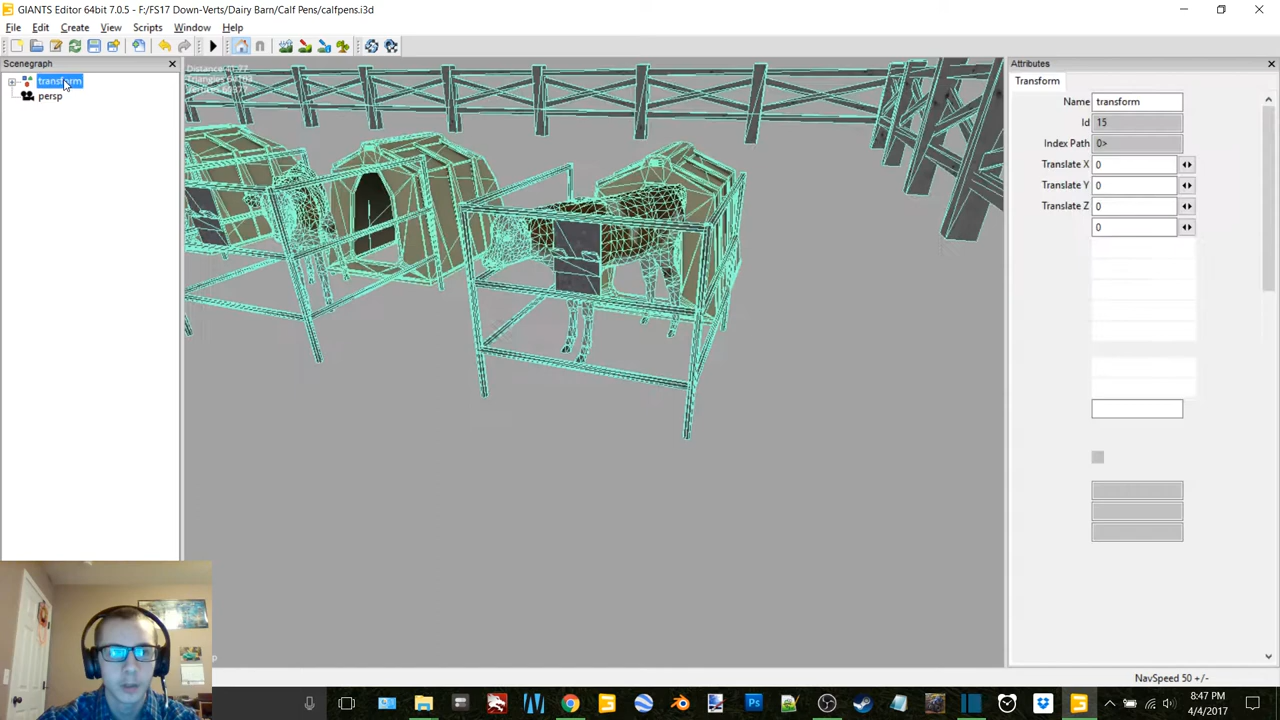 GIANTS Editor 64bit 7.0.5 - F:/FS17 Down-Verts/Dairy Barn/Calf Pens/calfpens.i3d
File Edit Create View Scripts Window Help
Scenegraph
transform
persp
Attributes
Transform
Name transform
Id 15
Index Path 0>
Translate X 0
Translate Y 0
Translate Z 0
0
NavSpeed 50 +/-
8:47 PM
4/4/2017